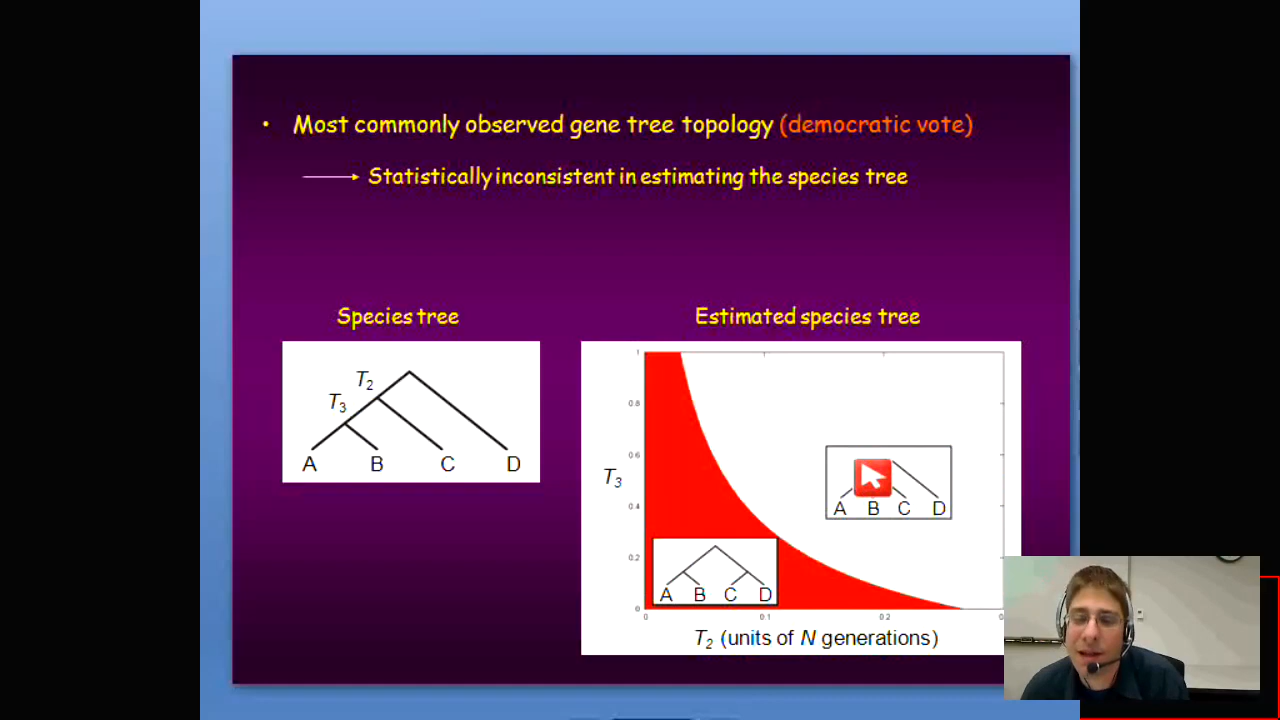 • Most commonly observed gene tree topology (democratic vote)
Statistically inconsistent in estimating the species tree
Species tree
Estimated species tree
T2
T3
A B C D
1
0.8
0.6
T3
0.4
0.2
0
A B C D
A B C D
0 0.1 0.2
T2 (units of N generations)